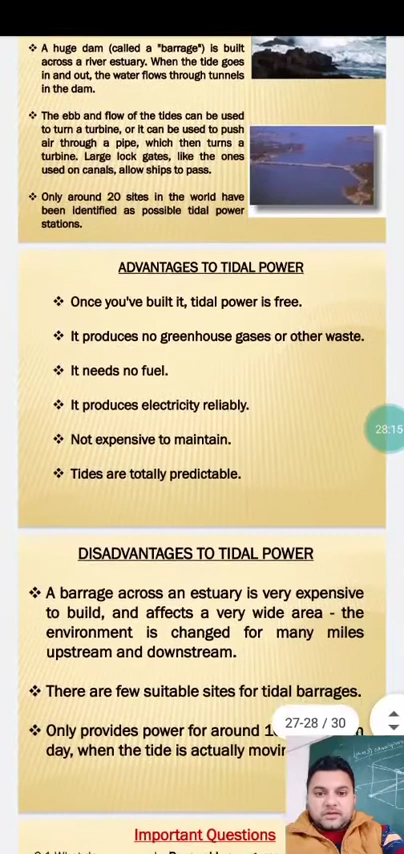 ❖ A huge dam (called a "barrage") is built
across a river estuary. When the tide goes
in and out, the water flows through tunnels
in the dam.
❖ The ebb and flow of the tides can be used
to turn a turbine, or it can be used to push
air through a pipe, which then turns a
turbine. Large lock gates, like the ones
used on canals, allow ships to pass.
❖ Only around 20 sites in the world have
been identified as possible tidal power
stations.
ADVANTAGES TO TIDAL POWER
❖ Once you've built it, tidal power is free.
❖ It produces no greenhouse gases or other waste.
❖ It needs no fuel.
❖ It produces electricity reliably.
28:15
❖ Not expensive to maintain.
❖ Tides are totally predictable.
DISADVANTAGES TO TIDAL POWER
❖ A barrage across an estuary is very expensive
to build, and affects a very wide area - the
environment is changed for many miles
upstream and downstream.
❖ There are few suitable sites for tidal barrages.
27-28 / 30
❖ Only provides power for around
day, when the tide is actually
Important Questions